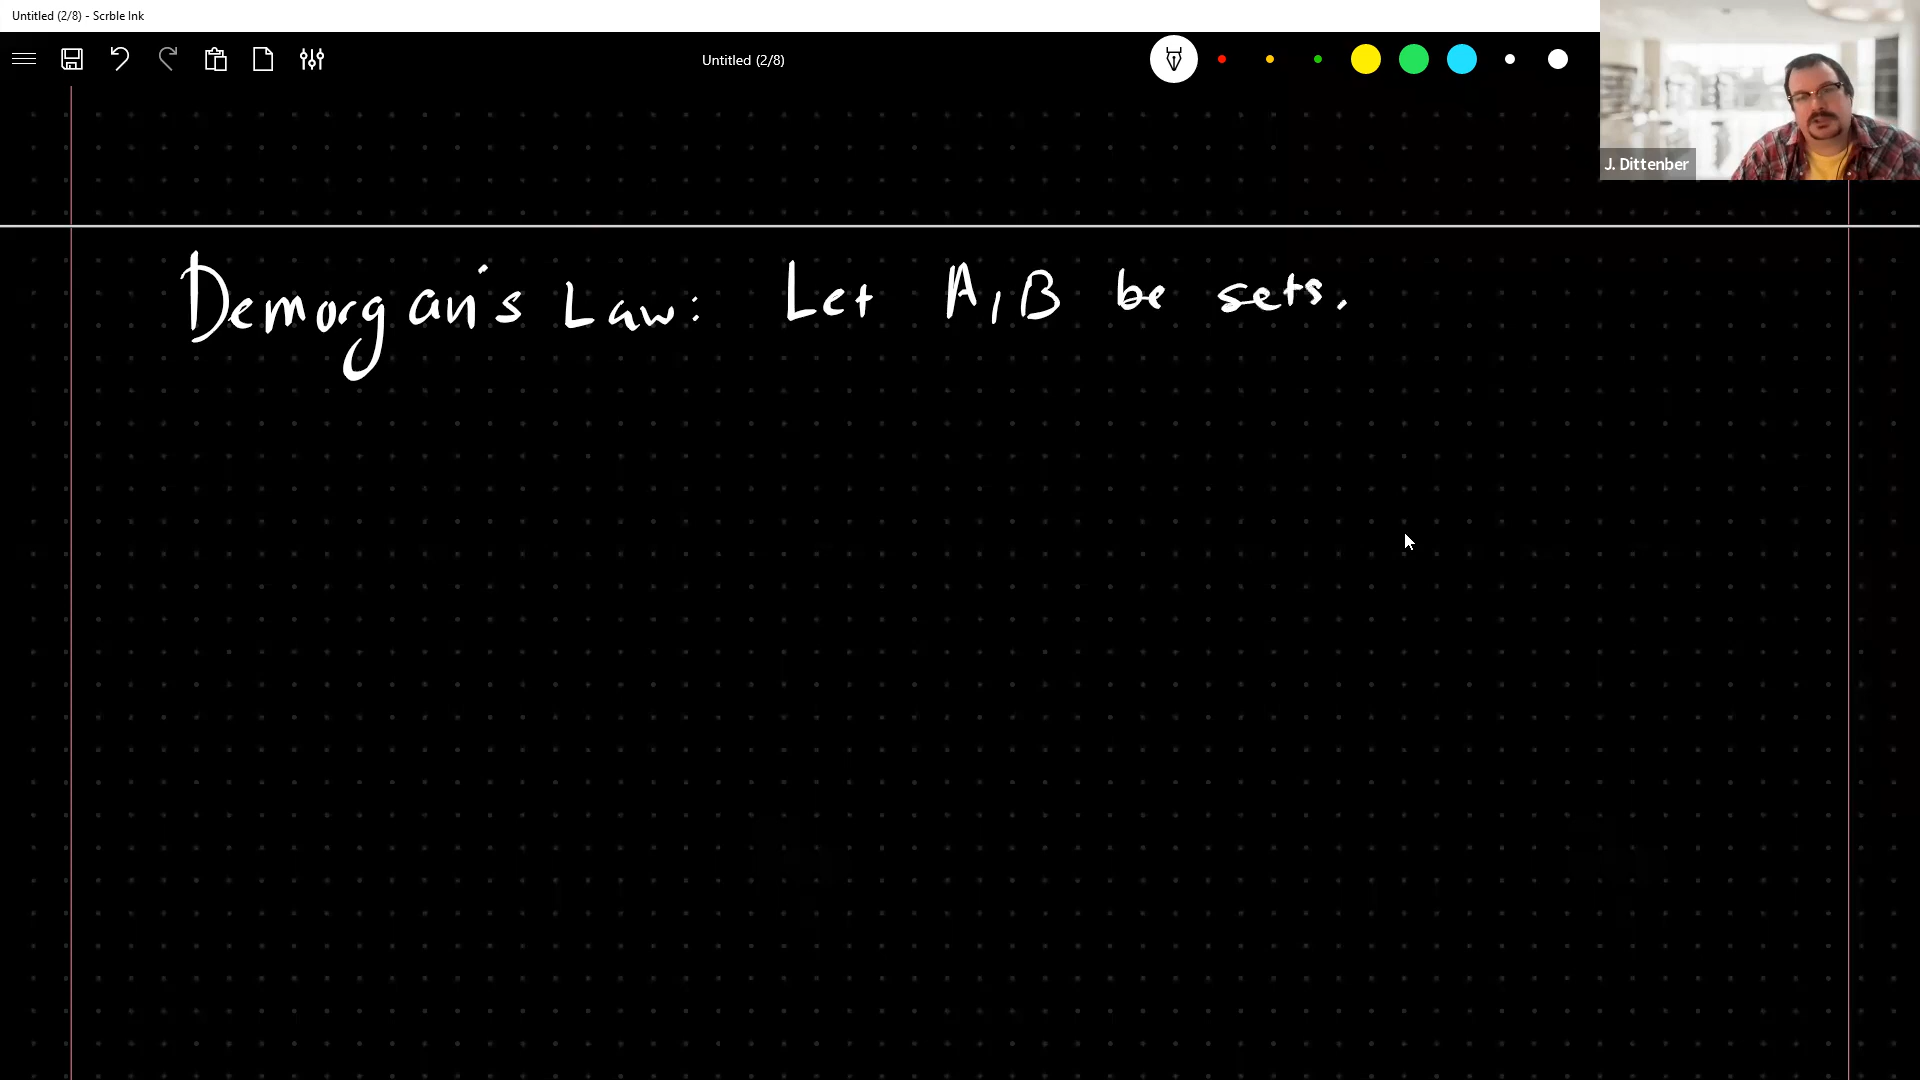 Untitled (2/8) - Scrble Ink
Untitled (2/8)
J. Dittenber
Demorgan's Law: Let A, B be sets.